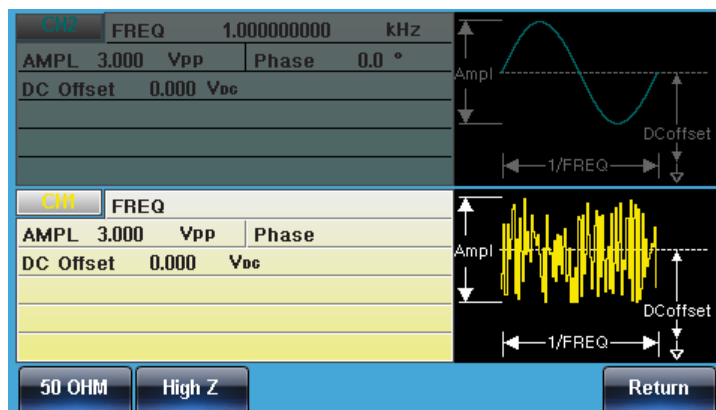 CH2 FREQ 1.000000000 kHz
AMPL 3.000 Vpp Phase 0.0 °
DC Offset 0.000 VDC
Ampl
DCoffset
1/FREQ
CH1 FREQ
AMPL 3.000 Vpp Phase
DC Offset 0.000 VDC
Ampl
DCoffset
1/FREQ
50 OHM High Z Return